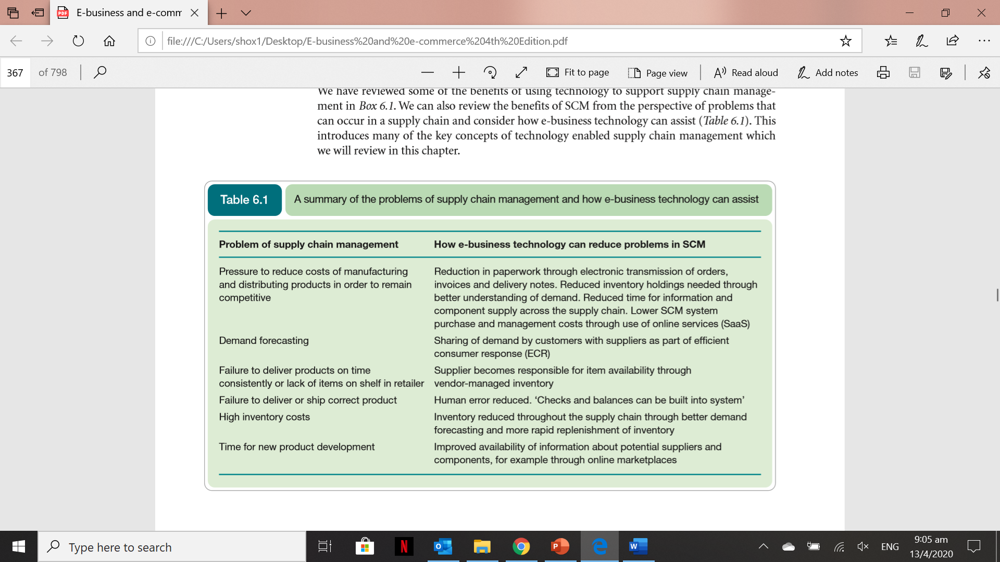 E-business and e-comm
file:///C:/Users/shox1/Desktop/E-business%20and%20e-commerce%204th%20Edition.pdf
367 of 798
Fit to page
Page view
Read aloud
Add notes
We have reviewed some of the benefits of using technology to support supply chain manage-
ment in Box 6.1. We can also review the benefits of SCM from the perspective of problems that
can occur in a supply chain and consider how e-business technology can assist (Table 6.1). This
introduces many of the key concepts of technology enabled supply chain management which
we will review in this chapter.
Table 6.1
A summary of the problems of supply chain management and how e-business technology can assist
Problem of supply chain management
How e-business technology can reduce problems in SCM
Pressure to reduce costs of manufacturing
and distributing products in order to remain
competitive
Reduction in paperwork through electronic transmission of orders,
invoices and delivery notes. Reduced inventory holdings needed through
better understanding of demand. Reduced time for information and
component supply across the supply chain. Lower SCM system
purchase and management costs through use of online services (SaaS)
Demand forecasting
Sharing of demand by customers with suppliers as part of efficient
consumer response (ECR)
Failure to deliver products on time
consistently or lack of items on shelf in retailer
Supplier becomes responsible for item availability through
vendor-managed inventory
Failure to deliver or ship correct product
Human error reduced. ‘Checks and balances can be built into system’
High inventory costs
Inventory reduced throughout the supply chain through better demand
forecasting and more rapid replenishment of inventory
Time for new product development
Improved availability of information about potential suppliers and
components, for example through online marketplaces
Type here to search
ENG
9:05 am
13/4/2020